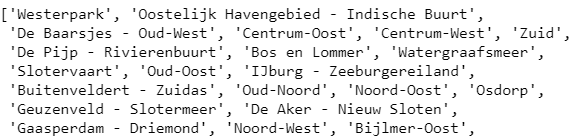 ['Westerpark', 'Oostelijk Havengebied - Indische Buurt',
'De Baarsjes - Oud-West', 'Centrum-Oost', 'Centrum-West', 'Zuid',
'De Pijp - Rivierenbuurt', 'Bos en Lommer', 'Watergraafsmeer',
'Slotervaart', 'Oud-Oost', 'IJburg - Zeeburgereiland',
'Buitenveldert - Zuidas', 'Oud-Noord', 'Noord-Oost', 'Osdorp',
'Geuzenveld - Slotermeer', 'De Aker - Nieuw Sloten',
'Gaasperdam - Driemond', 'Noord-West', 'Bijlmer-Oost',